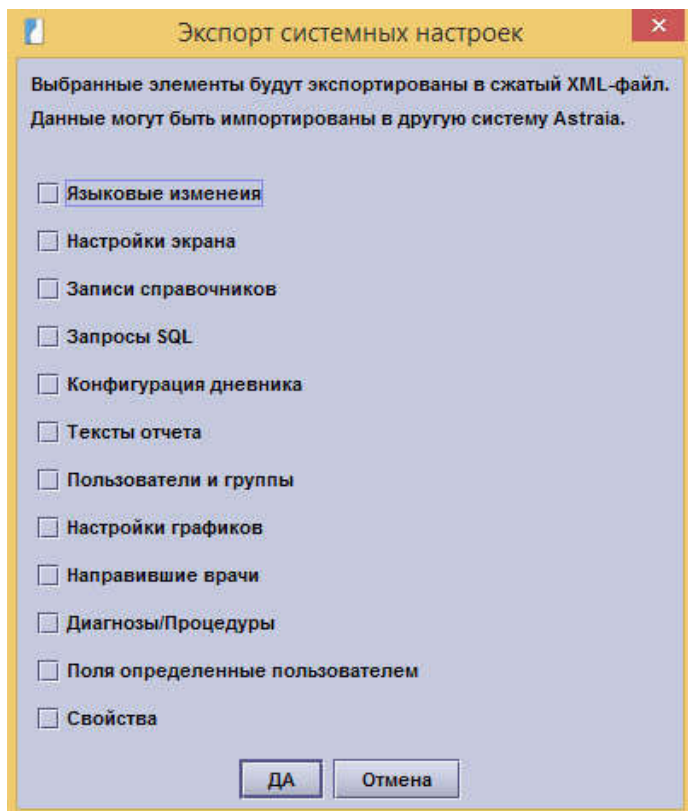 Экспорт системных настроек
Выбранные элементы будут экспортированы в сжатый XML-файл.
Данные могут быть импортированы в другую систему Astraia.
Языковые изменеия
Настройки экрана
Записи справочников
Запросы SQL
Конфигурация дневника
Тексты отчета
Пользователи и группы
Настройки графиков
Направившие врачи
Диагнозы/Процедуры
Поля определенные пользователем
Свойства
ДА Отмена